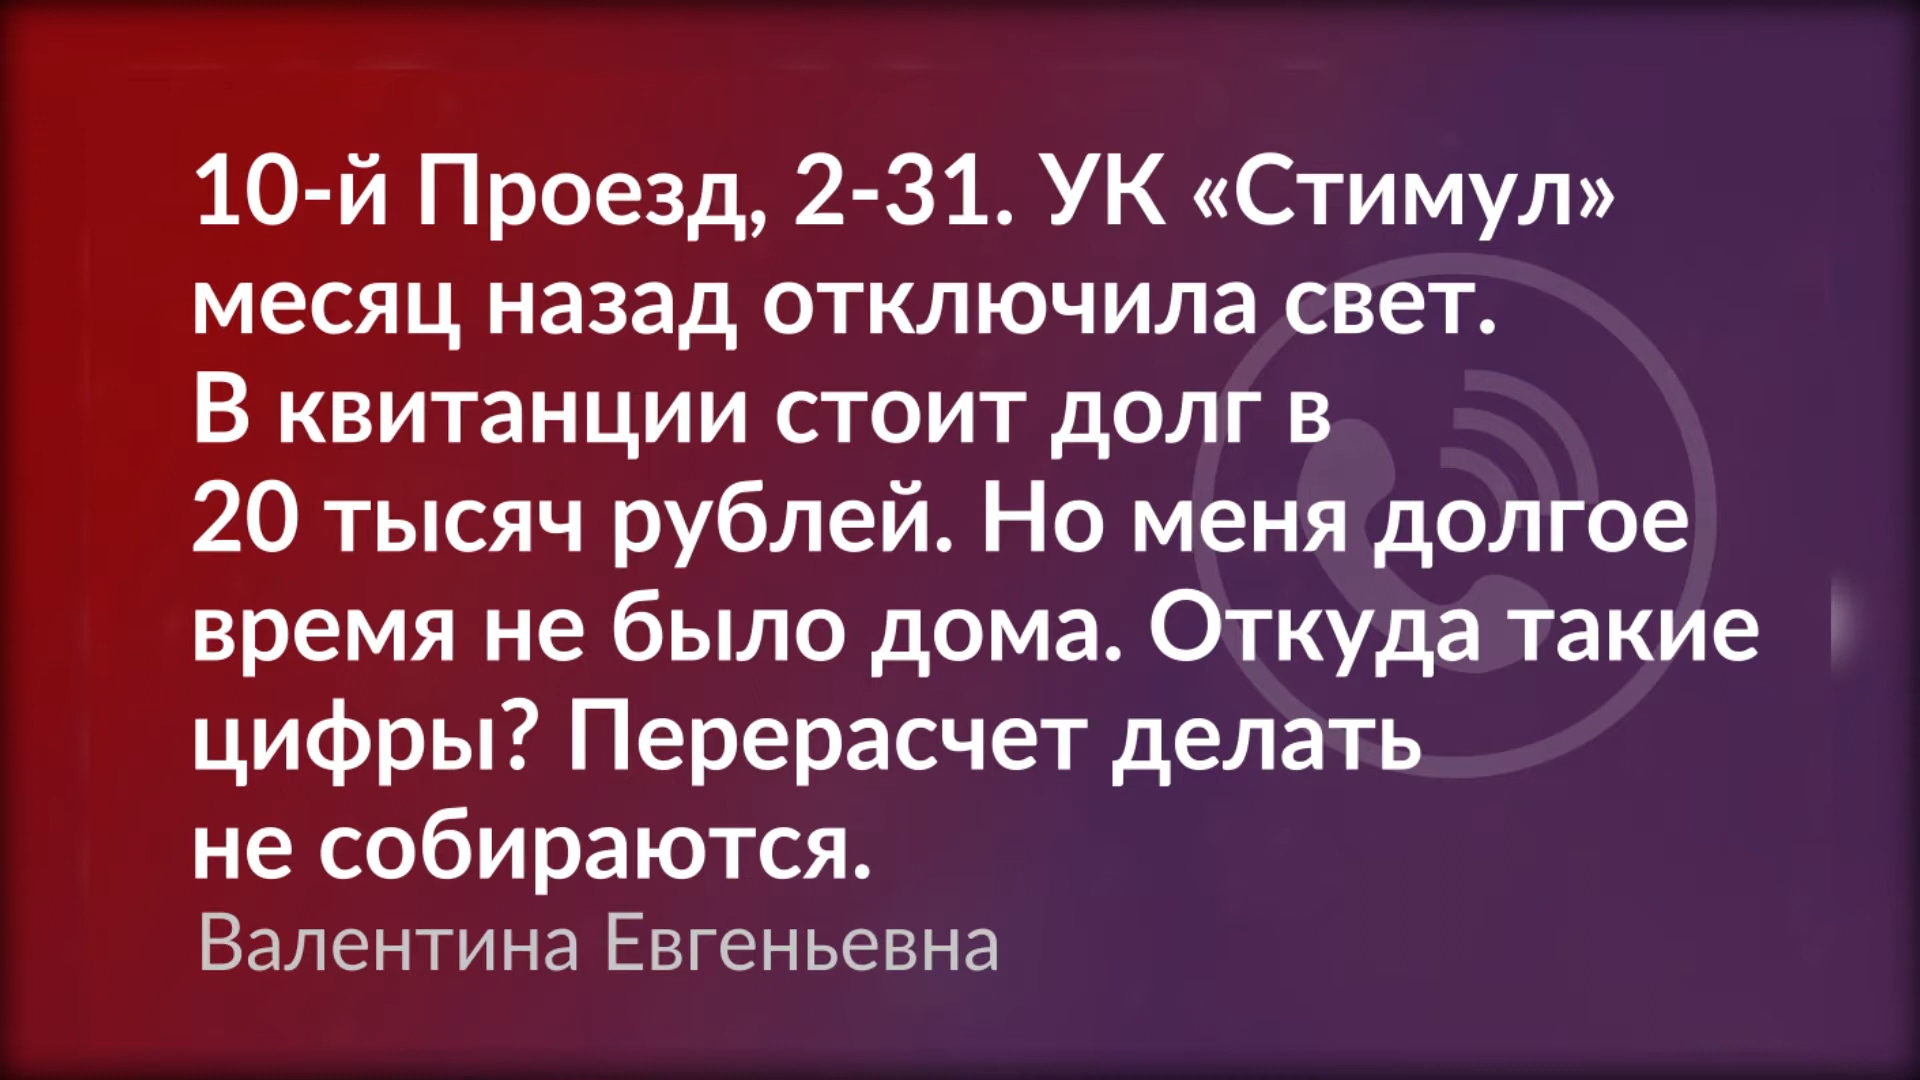 10-й Проезд, 2-31. УК «Стимул»
месяц назад отключила свет.
В квитанции стоит долг в
20 тысяч рублей. Но меня долгое
время не было дома. Откуда такие
цифры? Перерасчет делать
не собираются.
Валентина Евгеньевна